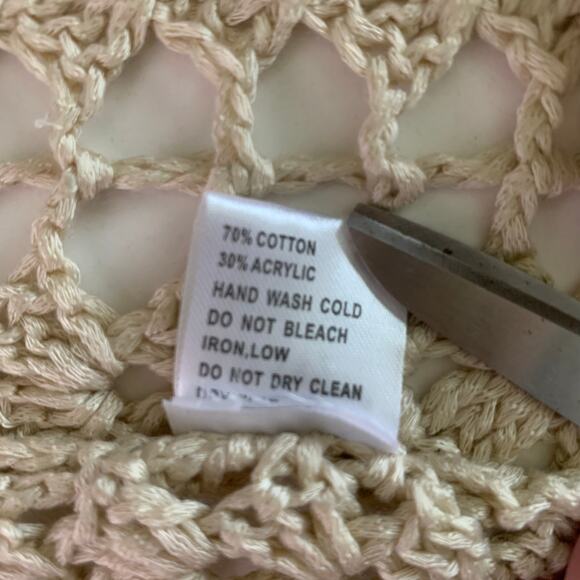 70% COTTON
30% ACRYLIC
HAND WASH COLD
DO NOT BLEACH
IRON,LOW
DO NOT DRY CLEAN